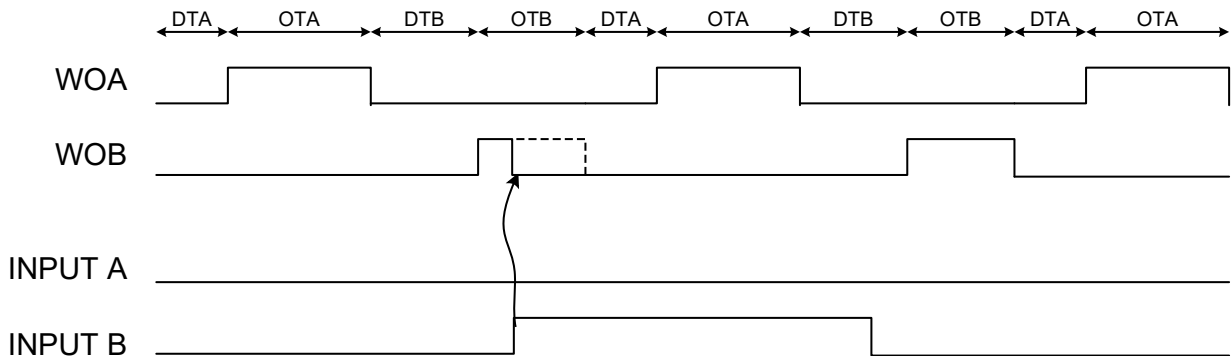 DTA OTA DTB OTB DTA OTA DTB OTB DTA OTA
WOA
WOB
INPUT A
INPUT B